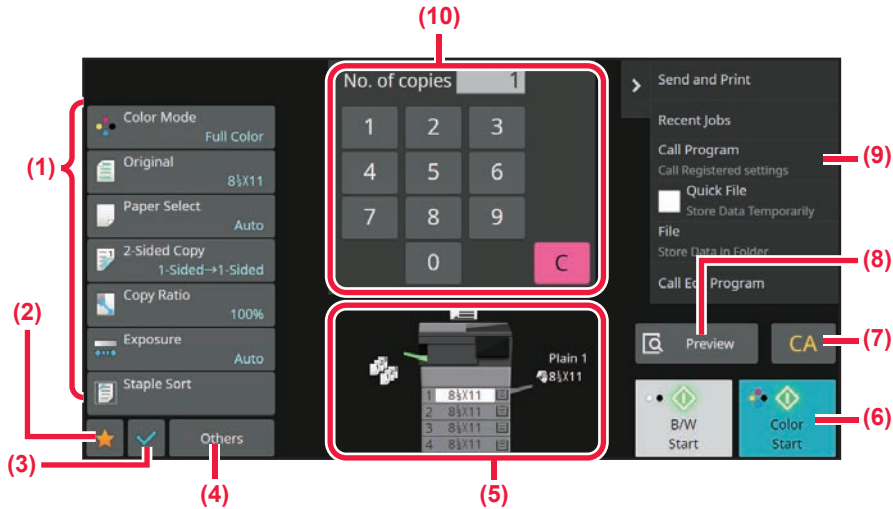 (10)
No. of copies 1
1 2 3
4 5 6
7 8 9
0 C
(1)
Color Mode
Full Color
Original
8½X11
Paper Select
Auto
2-Sided Copy
1-Sided→1-Sided
Copy Ratio
100%
Exposure
Auto
Staple Sort
(2)
(3)
Others
(4)
Plain 1
8½X11
1 8½X11
2 8½X11
3 8½X11
4 8½X11
(5)
Send and Print
Recent Jobs
Call Program
Call Registered settings
Quick File
Store Data Temporarily
File
Store Data in Folder
Call Eco Program
(9)
(8)
Preview
CA
(7)
B/W
Start
Color
Start
(6)